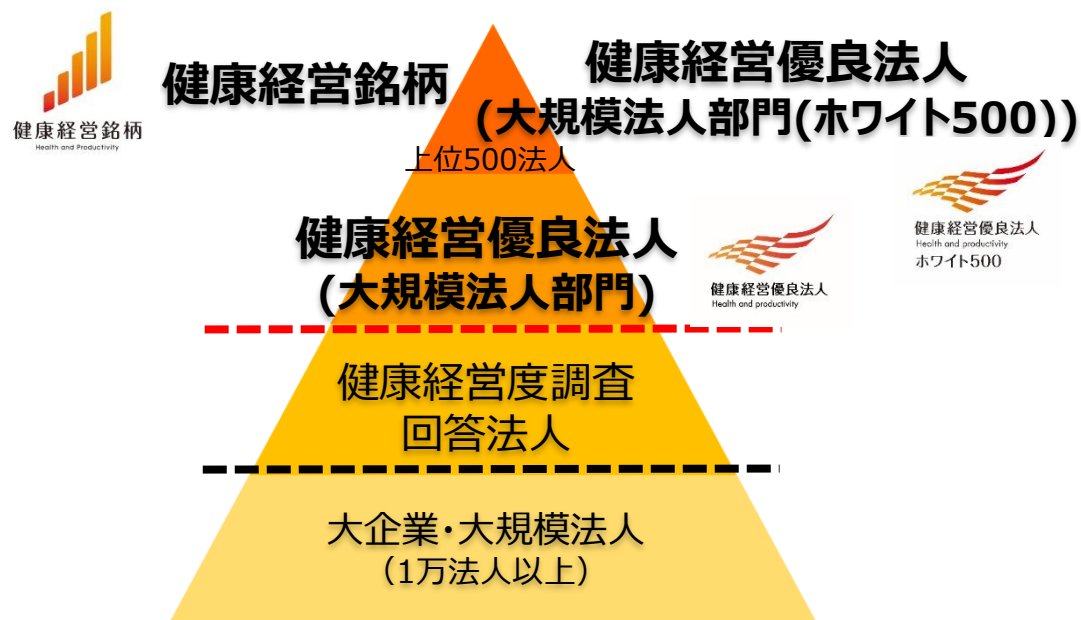 健康経営銘柄
Health and Productivity
健康経営銘柄
健康経営優良法人
(大規模法人部門(ホワイト500))
上位500法人
健康経営優良法人
Health and productivity
ホワイト500
健康経営優良法人
(大規模法人部門)
健康経営優良法人
Health and productivity
健康経営度調査
回答法人
大企業・大規模法人
（1万法人以上）